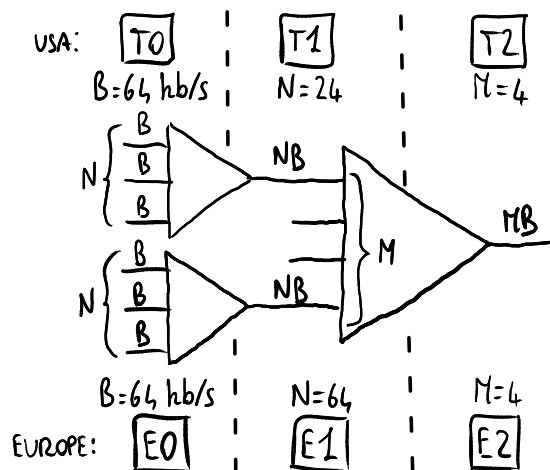 USA: T0 T1 T2
B=64 kb/s N=24 M=4
B
B
N
B
NB
B
B
N
B
NB
M
MB
B=64 kb/s N=64 M=4
EUROPE: E0 E1 E2